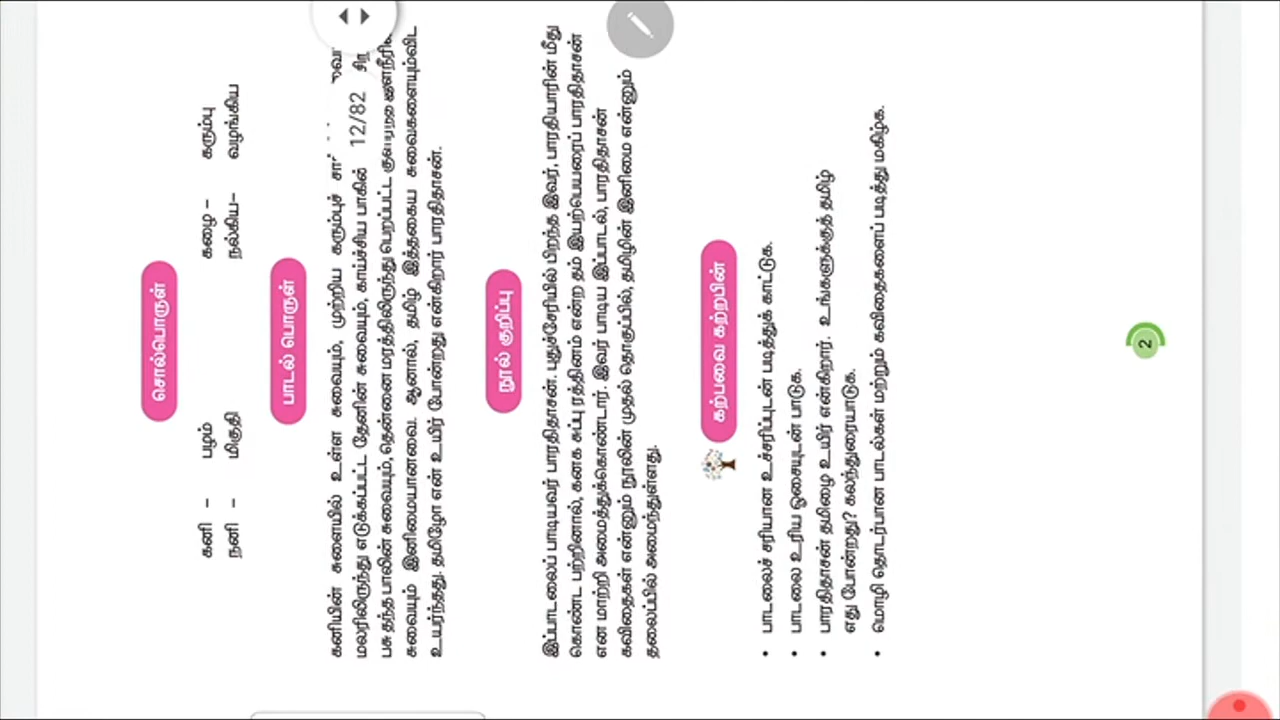 சொல்பொருள்
கனி – பழம் கழை – கரும்பு
நனி – மிகுதி நல்கிய– வழங்கிய
பாடல் பொருள்
கனியின் சுளையில் உள்ள சுவையும், முற்றிய கரும்புச்
மலரிலிருந்து எடுக்கப்பட்ட தேனின் சுவையும், காய்ச்சிய பாகில்
12/82
பசு தந்த பாலின் சுவையும், தென்னை மரத்திலிருந்து பெறப்பட்ட
சுவையும் இனிமையானவை. ஆனால், தமிழ் இத்தகைய சுவைகளையும்விட
உயர்ந்தது. தமிழோ என் உயிர் போன்றது என்கிறார் பாரதிதாசன்.
நூல் குறிப்பு
இப்பாடலைப் பாடியவர் பாரதிதாசன். புதுச்சேரியில் பிறந்த இவர், பாரதியாரின் மீது
கொண்ட பற்றினால், கனக சுப்பு ரத்தினம் என்ற தம் இயற்பெயரைப் பாரதிதாசன்
என மாற்றி அமைத்துக்கொண்டார். இவர் பாடிய இப்பாடல், பாரதிதாசன்
கவிதைகள் என்னும் நூலின் முதல் தொகுப்பில், தமிழின் இனிமை என்னும்
தலைப்பில் அமைந்துள்ளது.
கற்பவை கற்றபின்
• பாடலைச் சரியான உச்சரிப்புடன் படித்துக் காட்டுக.
• பாடலை உரிய ஓசையுடன் பாடுக.
• பாரதிதாசன் தமிழை உயிர் என்கிறார். உங்களுக்குத் தமிழ்
எது போன்றது? கலந்துரையாடுக.
• மொழி தொடர்பான பாடல்கள் மற்றும் கவிதைகளைப் படித்து மகிழ்க.
2